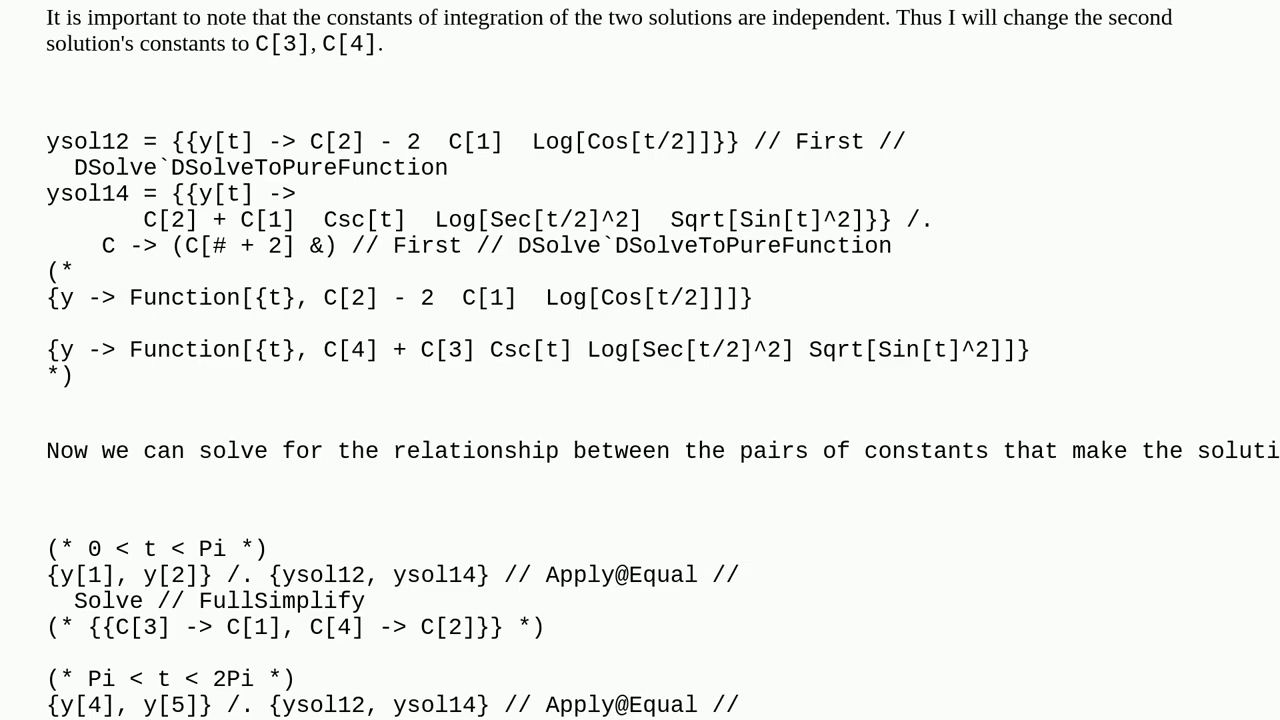 It is important to note that the constants of integration of the two solutions are independent. Thus I will change the second
solution's constants to C[3], C[4].
ysol12 = {{y[t] -> C[2] - 2  C[1]  Log[Cos[t/2]]}} // First //
  DSolve`DSolveToPureFunction
ysol14 = {{y[t] ->
       C[2] + C[1]  Csc[t]  Log[Sec[t/2]^2]  Sqrt[Sin[t]^2]}} /.
    C -> (C[# + 2] &) // First // DSolve`DSolveToPureFunction
(*
{y -> Function[{t}, C[2] - 2  C[1]  Log[Cos[t/2]]]}
{y -> Function[{t}, C[4] + C[3] Csc[t] Log[Sec[t/2]^2] Sqrt[Sin[t]^2]]}
*)
Now we can solve for the relationship between the pairs of constants that make the soluti
(* 0 < t < Pi *)
{y[1], y[2]} /. {ysol12, ysol14} // Apply@Equal //
  Solve // FullSimplify
(* {{C[3] -> C[1], C[4] -> C[2]}} *)
(* Pi < t < 2Pi *)
{y[4], y[5]} /. {ysol12, ysol14} // Apply@Equal //